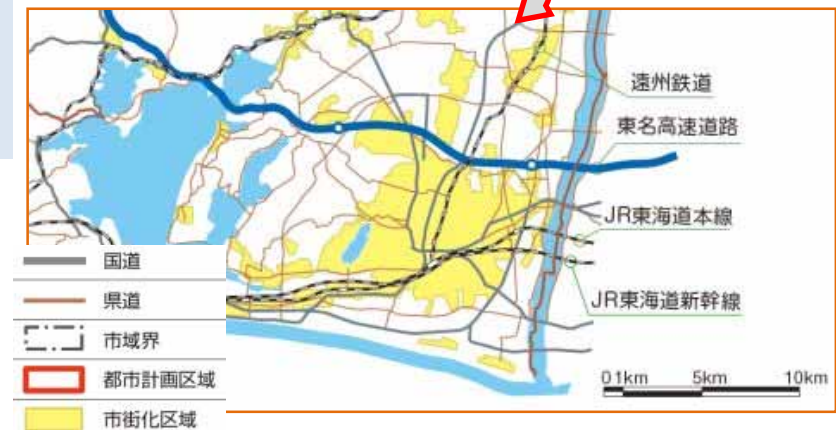 遠州鉄道
東名高速道路
JR東海道本線
JR東海道新幹線
国道
県道
市域界
都市計画区域
市街化区域
0 1km 5km 10km